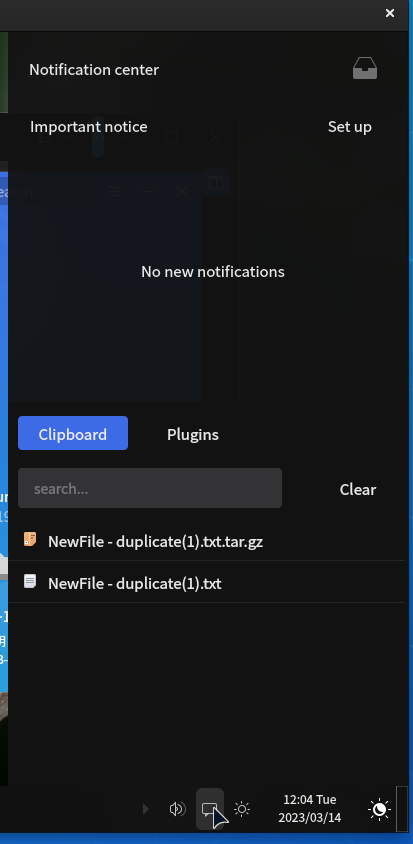 Notification center
Important notice
Set up
No new notifications
Clipboard
Plugins
search...
Clear
NewFile - duplicate(1).txt.tar.gz
NewFile - duplicate(1).txt
12:04 Tue
2023/03/14